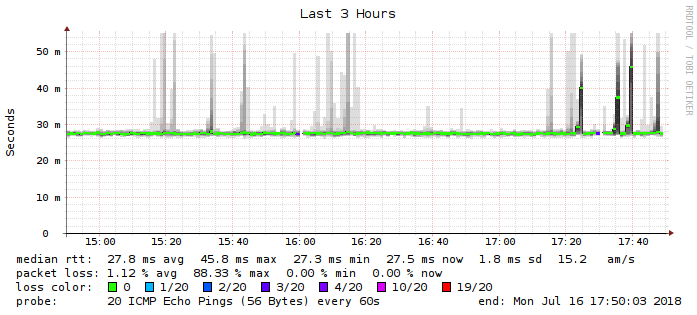 Last 3 Hours
RRDTOOL / TOBI OETIKER
Seconds
50 m
40 m
30 m
20 m
10 m
0
15:00 15:20 15:40 16:00 16:20 16:40 17:00 17:20 17:40
median rtt: 27.8 ms avg 45.8 ms max 27.3 ms min 27.5 ms now 1.8 ms sd 15.2 am/s
packet loss: 1.12 % avg 88.33 % max 0.00 % min 0.00 % now
loss color: 0 1/20 2/20 3/20 4/20 10/20 19/20
probe: 20 ICMP Echo Pings (56 Bytes) every 60s end: Mon Jul 16 17:50:03 2018